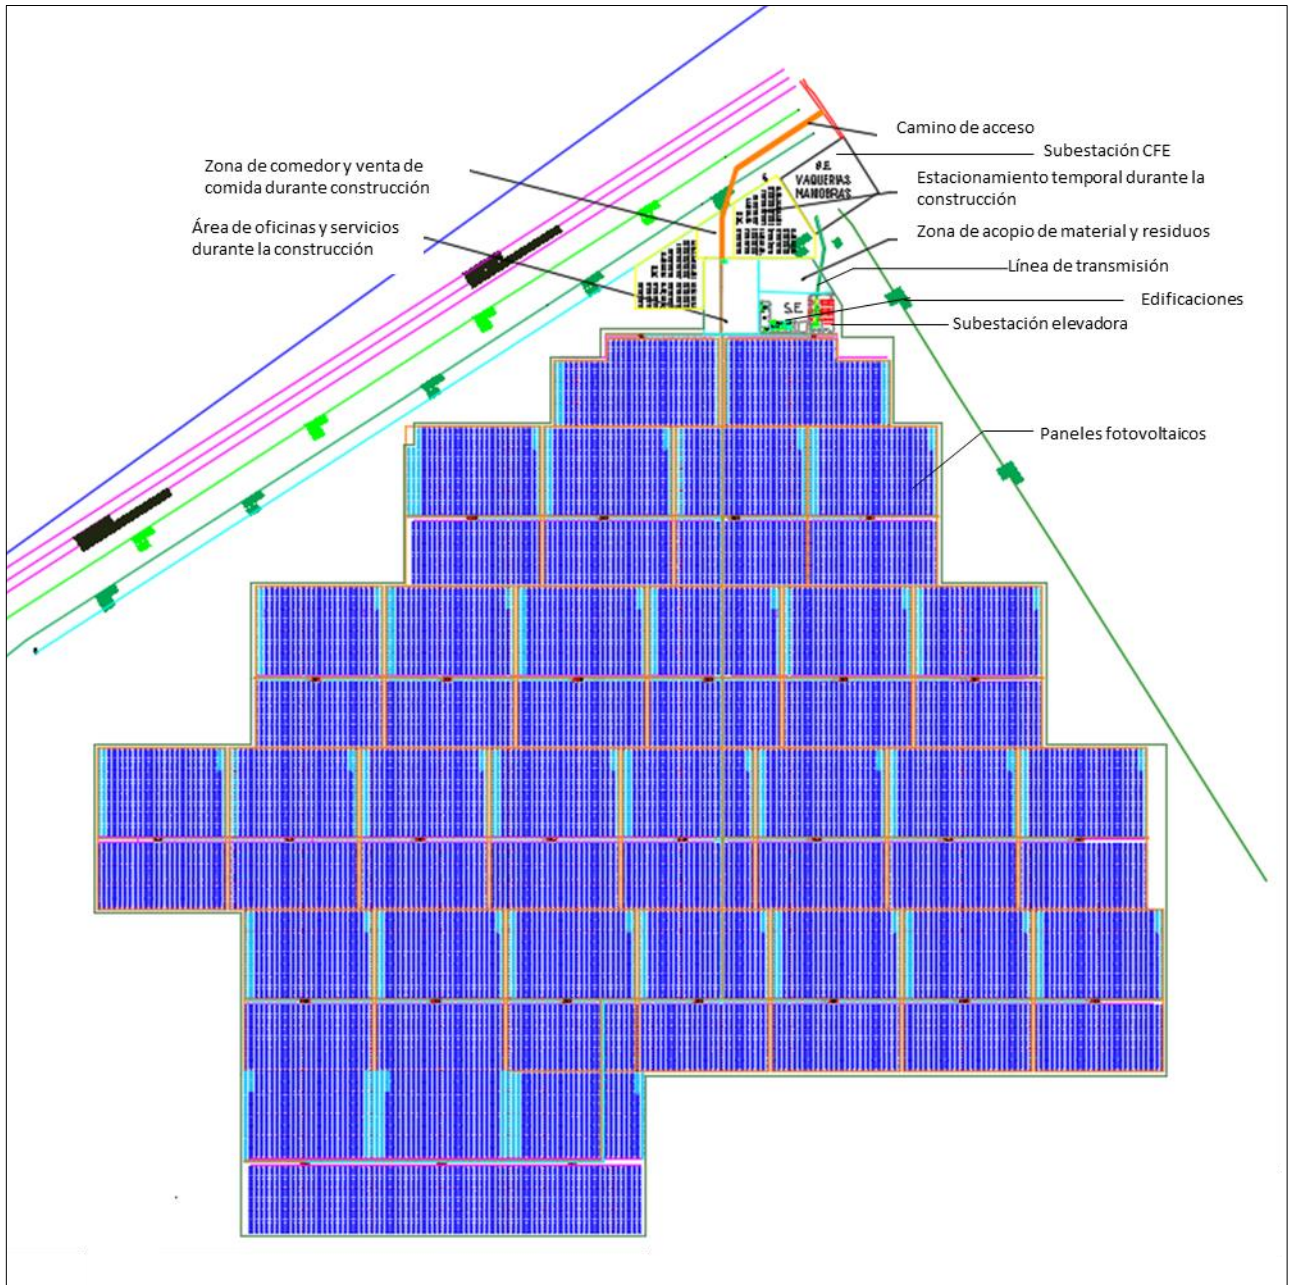 Camino de acceso
Subestación CFE
Zona de comedor y venta de
comida durante construcción
S.E.
VAQUERIAS
MANIOBRAS
Estacionamiento temporal durante la
construcción
Área de oficinas y servicios
durante la construcción
Zona de acopio de material y residuos
Línea de transmisión
Edificaciones
S.E.
Subestación elevadora
Paneles fotovoltaicos